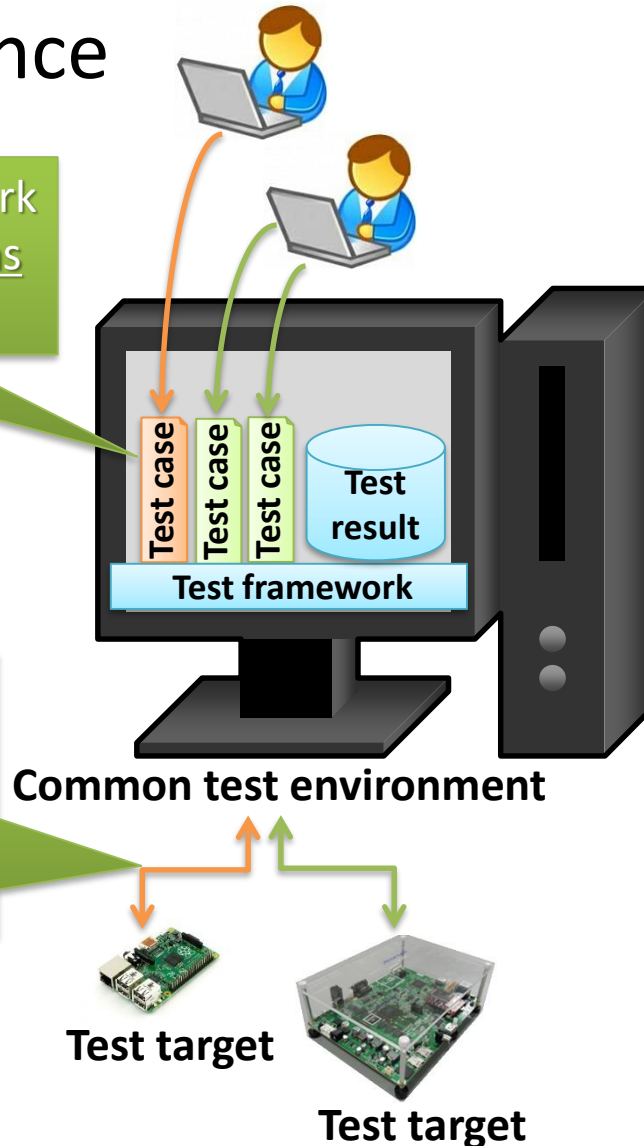 nce
rk
ns
Test case
Test case
Test case
Test
result
Test framework
Common test environment
Test target
Test target